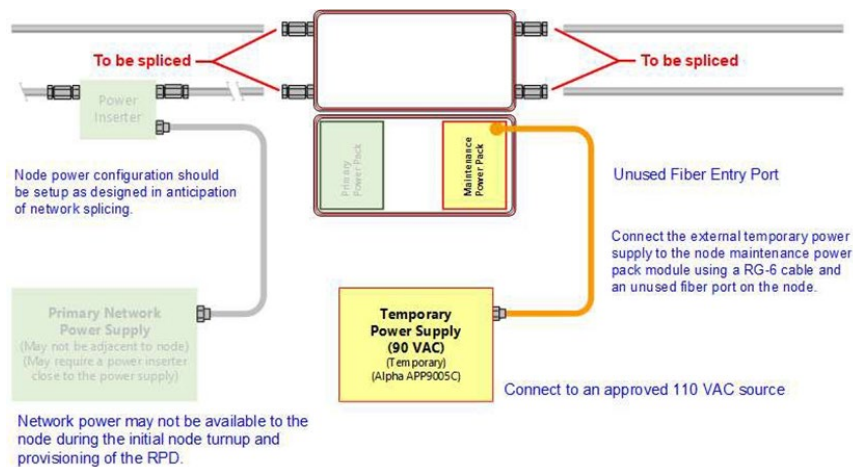 To be spliced
To be spliced
Power
Inserter
Primary
Power Pack
Maintenance
Power Pack
Node power configuration should
be setup as designed in anticipation
of network splicing.
Unused Fiber Entry Port
Connect the external temporary power
supply to the node maintenance power
pack module using a RG-6 cable and
an unused fiber port on the node.
Primary Network
Power Supply
(May not be adjacent to node)
(May require a power inserter
close to the power supply)
Temporary
Power Supply
(90 VAC)
(Temporary)
(Alpha APP9005C)
Connect to an approved 110 VAC source
Network power may not be available to the
node during the initial node turnup and
provisioning of the RPD.